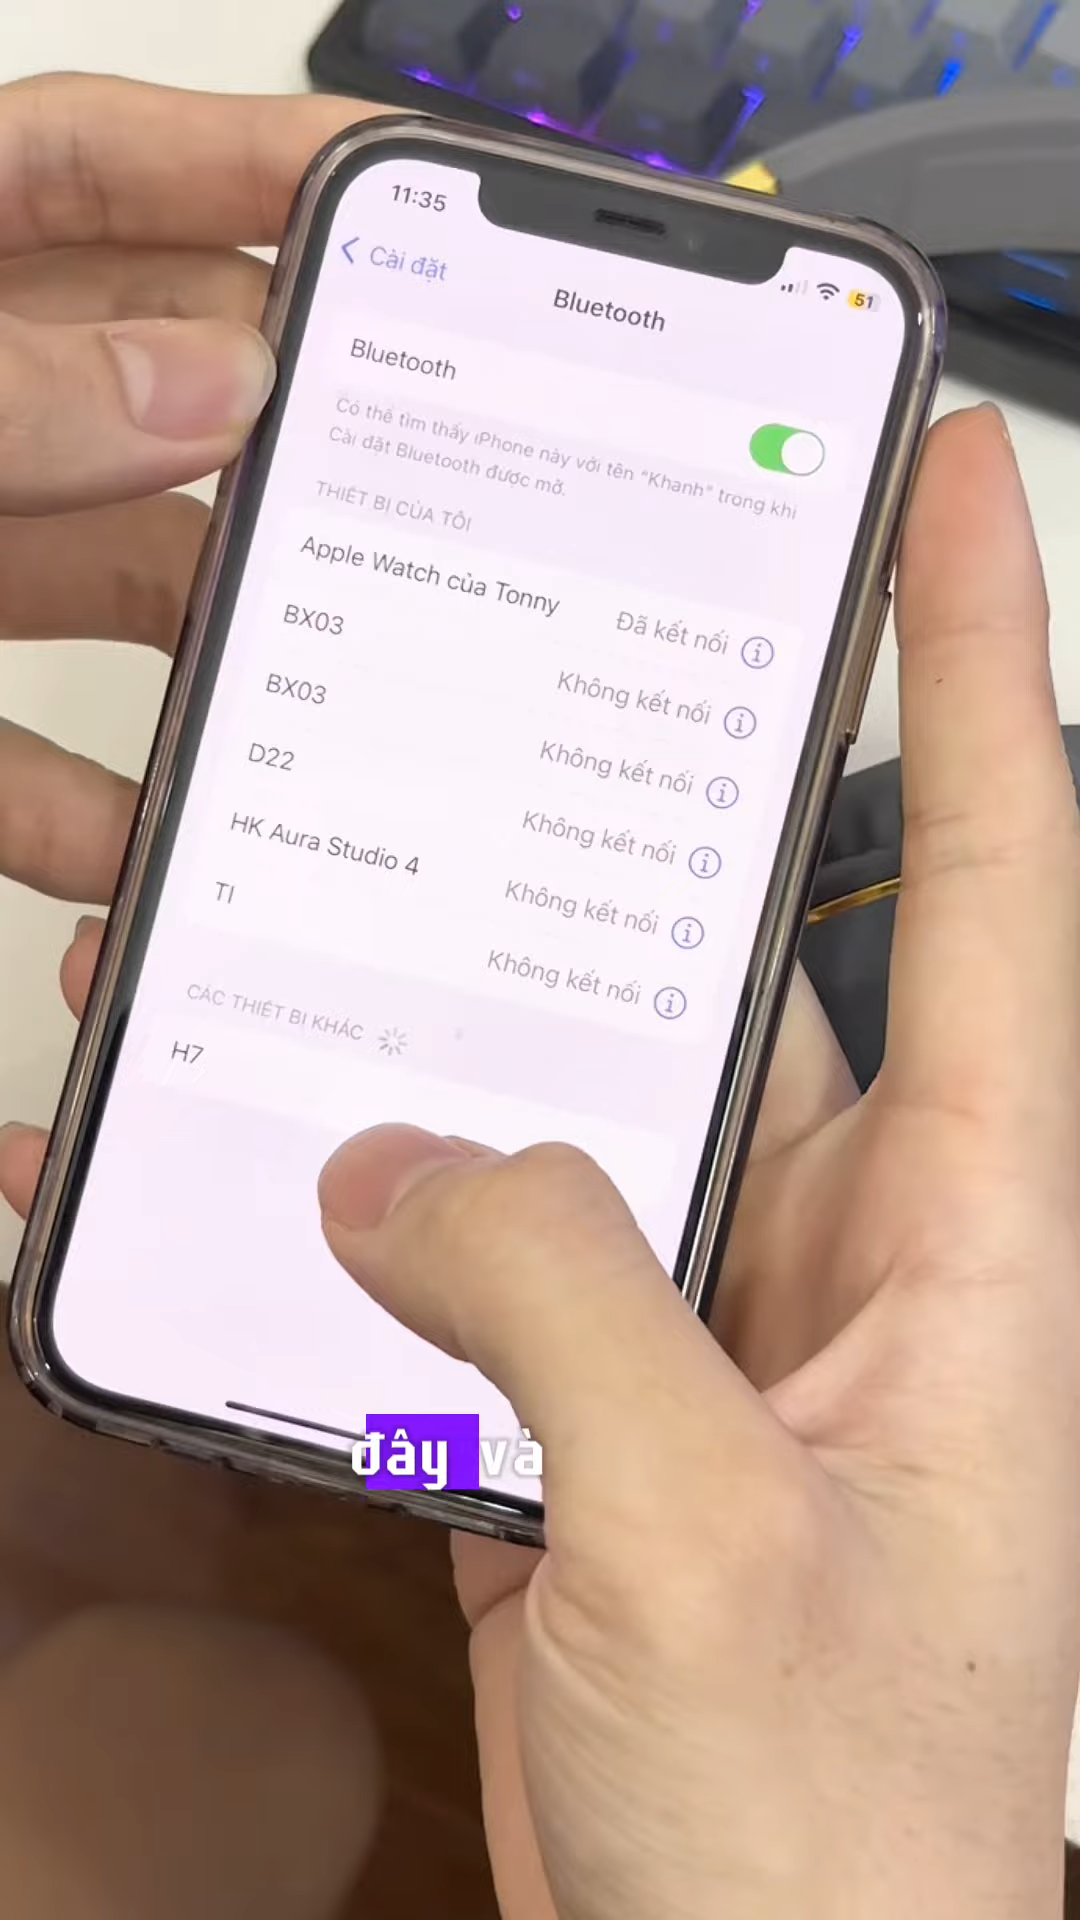 11:35
51
Cài đặt
Bluetooth
Bluetooth
Có thể tìm thấy iPhone này với tên “Khanh” trong khi
Cài đặt Bluetooth được mở.
THIẾT BỊ CỦA TÔI
Apple Watch của Tonny Đã kết nối
BX03 Không kết nối
BX03 Không kết nối
D22 Không kết nối
HK Aura Studio 4 Không kết nối
TI Không kết nối
CÁC THIẾT BỊ KHÁC
H7
đây và